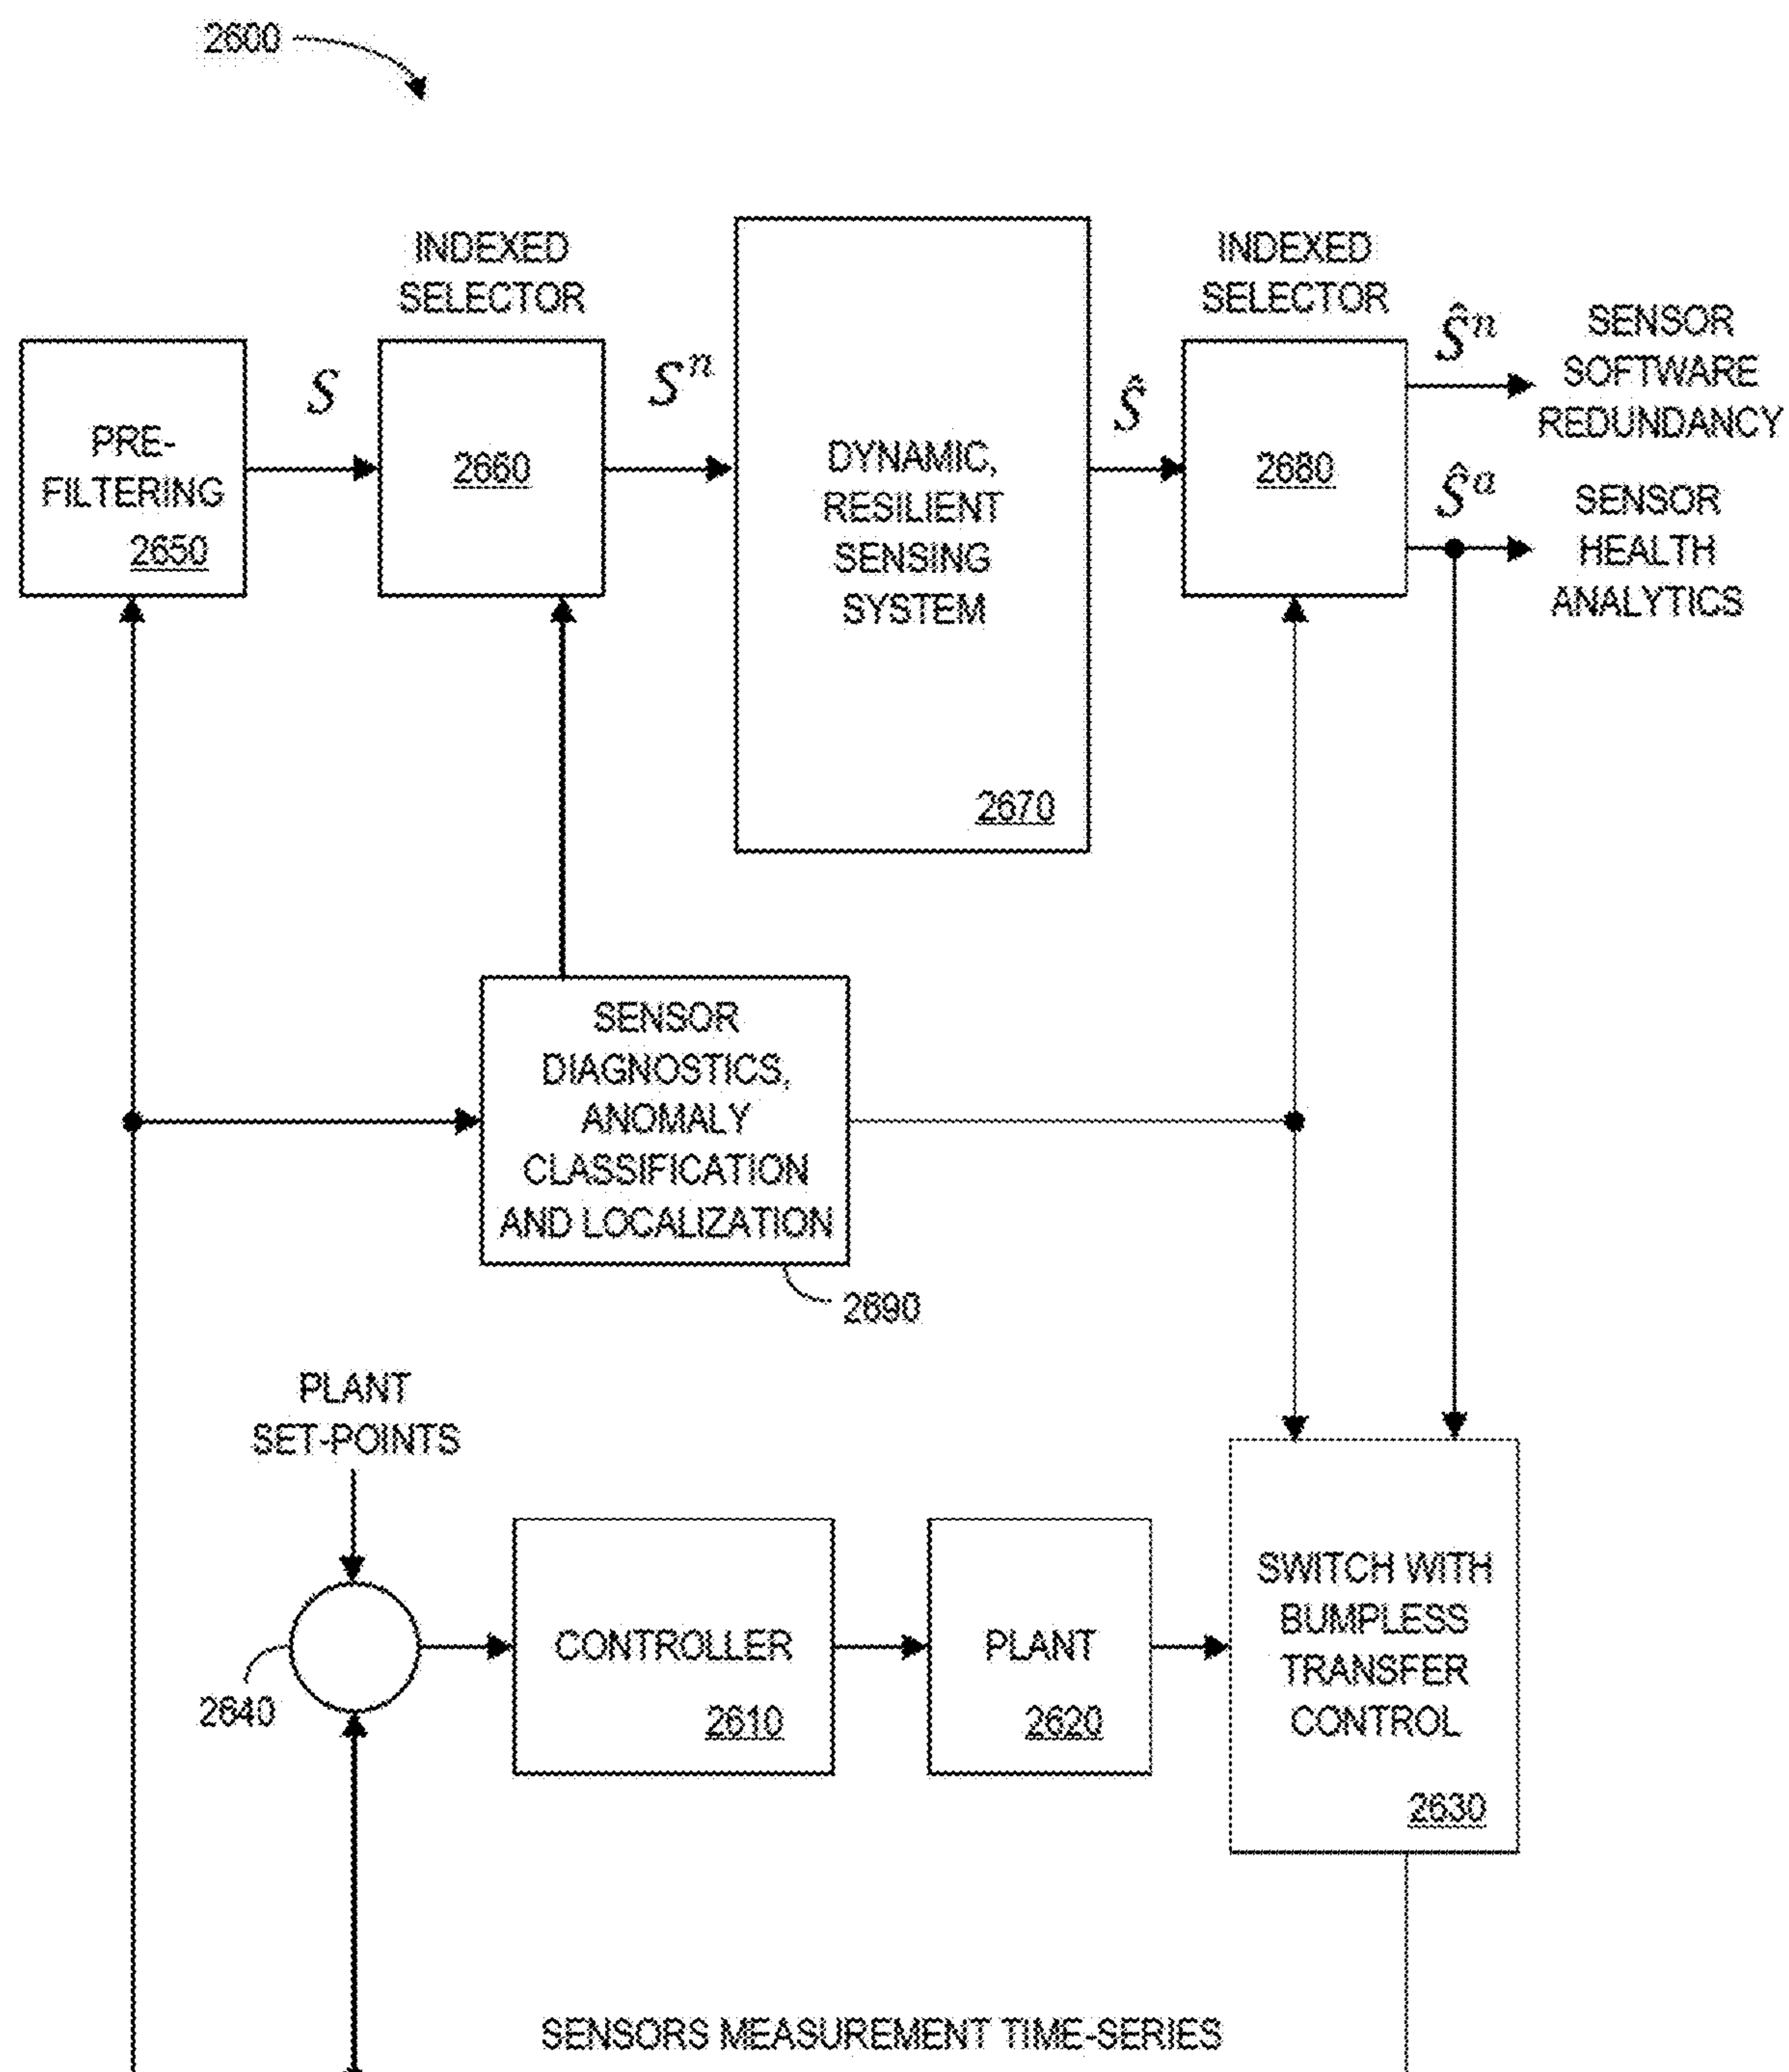 2600
INDEXED
SELECTOR
INDEXED
SELECTOR
PRE-
FILTERING
2650
S
2660
Sⁿ
DYNAMIC,
RESILIENT
SENSING
SYSTEM
2670
Ŝ
2680
Ŝⁿ
SENSOR
SOFTWARE
REDUNDANCY
Ŝᵃ
SENSOR
HEALTH
ANALYTICS
SENSOR
DIAGNOSTICS,
ANOMALY
CLASSIFICATION
AND LOCALIZATION
2690
PLANT
SET-POINTS
2640
CONTROLLER
2610
PLANT
2620
SWITCH WITH
BUMPLESS
TRANSFER
CONTROL
2630
SENSORS MEASUREMENT TIME-SERIES